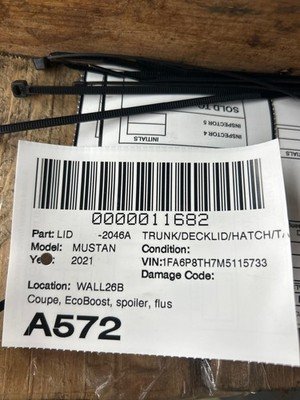 SOLD TO
INSPECTOR 5
INITIALS
INSPECTOR 4
INITIALS
0000011682
Part: LID -2046A TRUNK/DECKLID/HATCH/TA
Model: MUSTAN Condition:
Year: 2021 VIN:1FA6P8TH7M5115733
Damage Code:
Location: WALL26B
Coupe, EcoBoost, spoiler, flus
A572